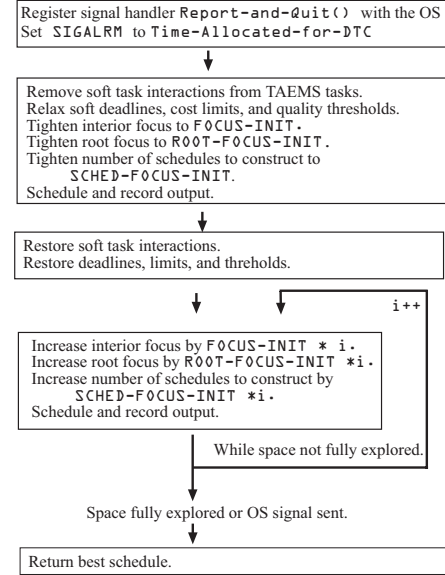 Register signal handler Report-and-Quit() with the OS
Set SIGALRM to Time-Allocated-for-DTC
Remove soft task interactions from TAEMS tasks.
Relax soft deadlines, cost limits, and quality thresholds.
Tighten interior focus to FOCUS-INIT.
Tighten root focus to ROOT-FOCUS-INIT.
Tighten number of schedules to construct to
SCHED-FOCUS-INIT.
Schedule and record output.
Restore soft task interactions.
Restore deadlines, limits, and threholds.
i++
Increase interior focus by FOCUS-INIT * i.
Increase root focus by ROOT-FOCUS-INIT *i.
Increase number of schedules to construct by
SCHED-FOCUS-INIT *i.
Schedule and record output.
While space not fully explored.
Space fully explored or OS signal sent.
Return best schedule.